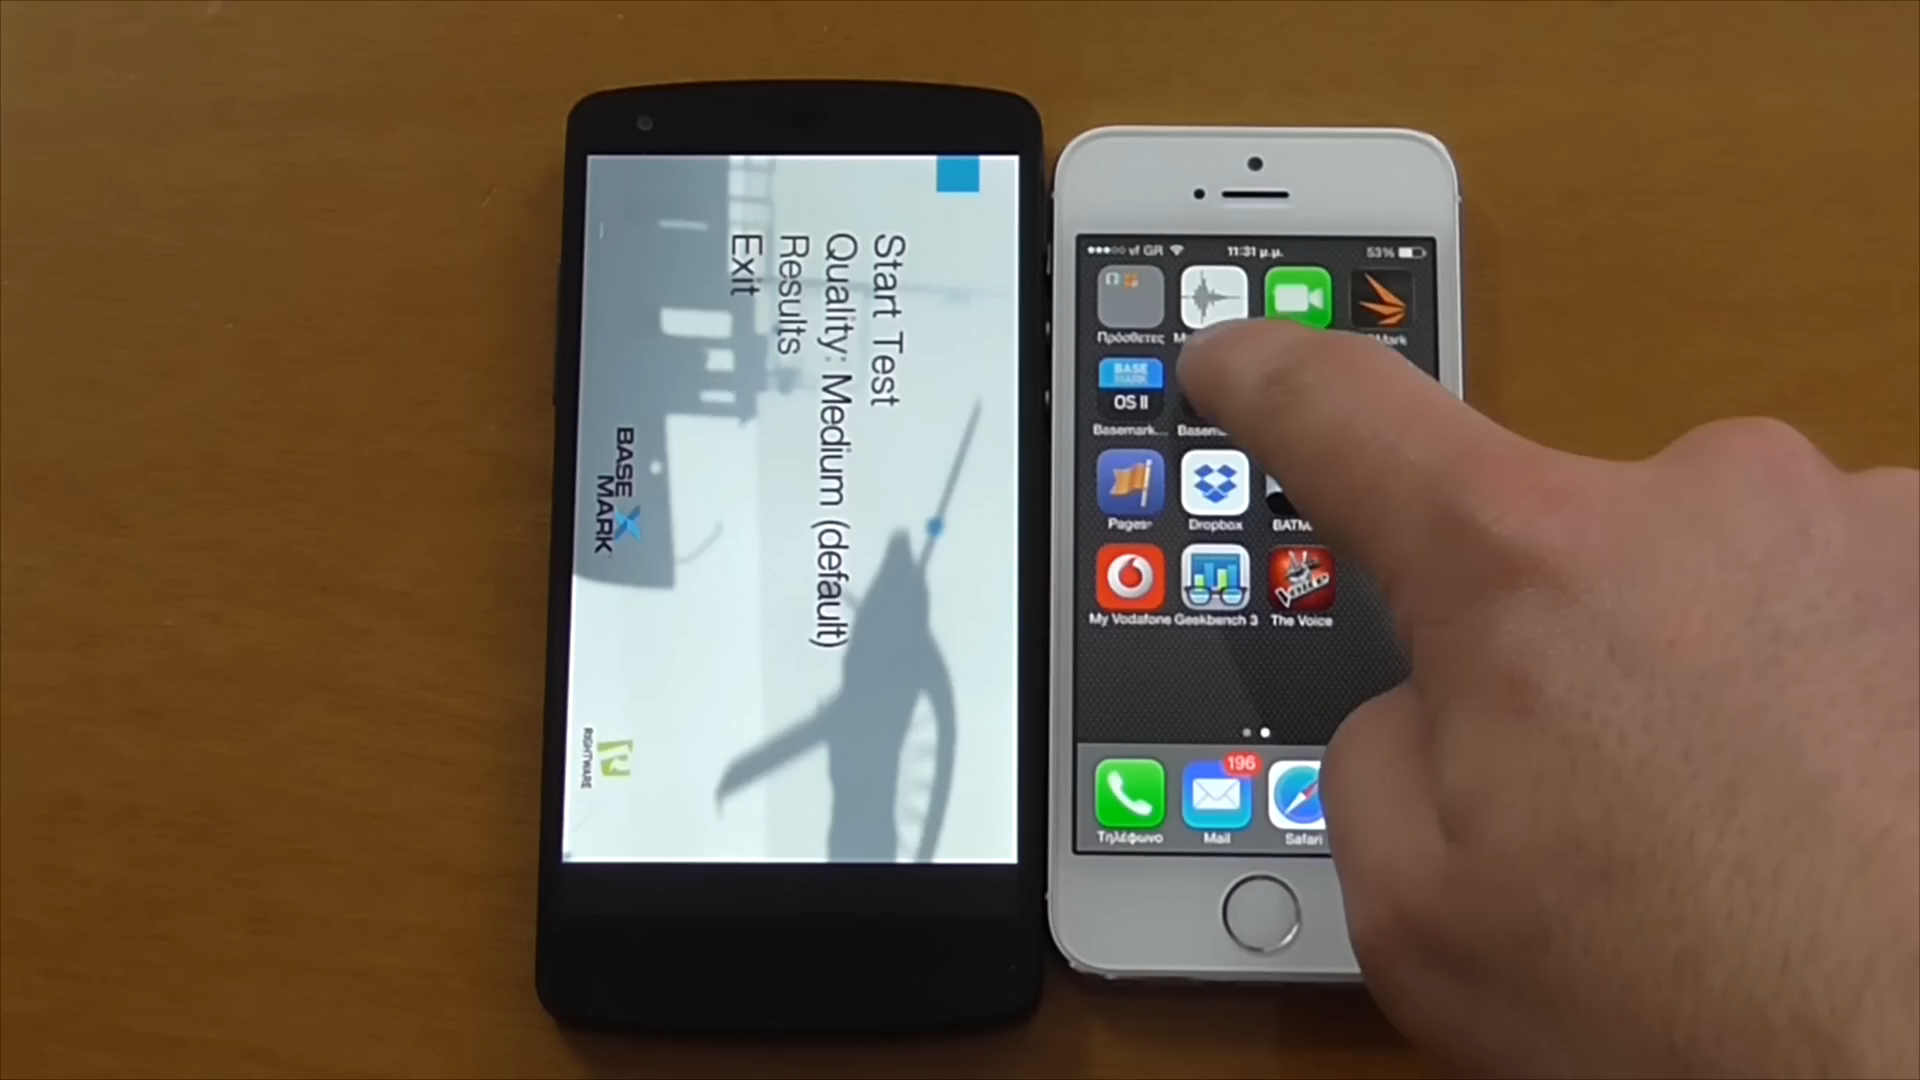 Start Test
Quality: Medium (default)
Results
Exit
BASE
MARK
RIGHTWARE
vf GR
11:31 μ.μ.
53%
Πρόσθετες
BASE
MARK
OS II
Basemark...
Pages
Dropbox
My Vodafone
Geekbench 3
The Voice
196
Τηλέφωνο
Mail
Safari